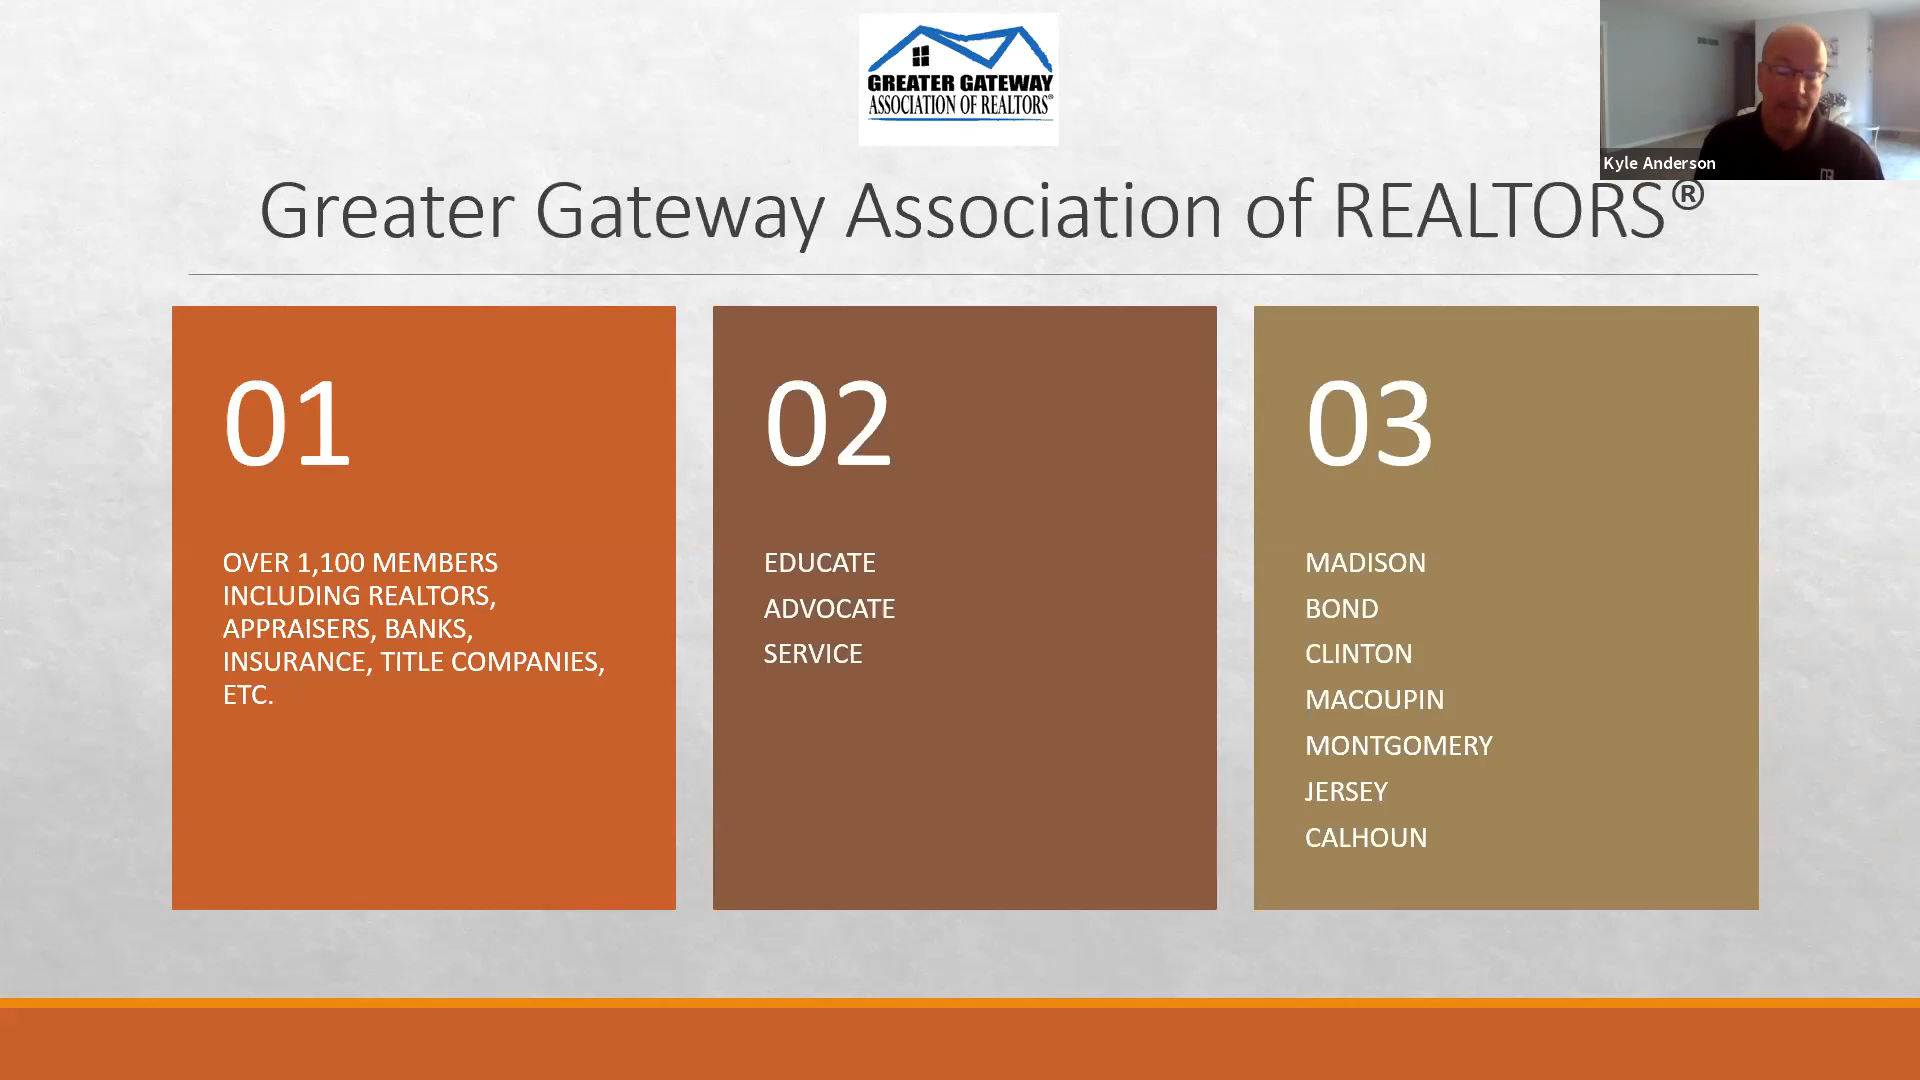 GREATER GATEWAY
ASSOCIATION OF REALTORS®
Kyle Anderson
Greater Gateway Association of REALTORS®
01
OVER 1,100 MEMBERS
INCLUDING REALTORS,
APPRAISERS, BANKS,
INSURANCE, TITLE COMPANIES,
ETC.
02
EDUCATE
ADVOCATE
SERVICE
03
MADISON
BOND
CLINTON
MACOUPIN
MONTGOMERY
JERSEY
CALHOUN